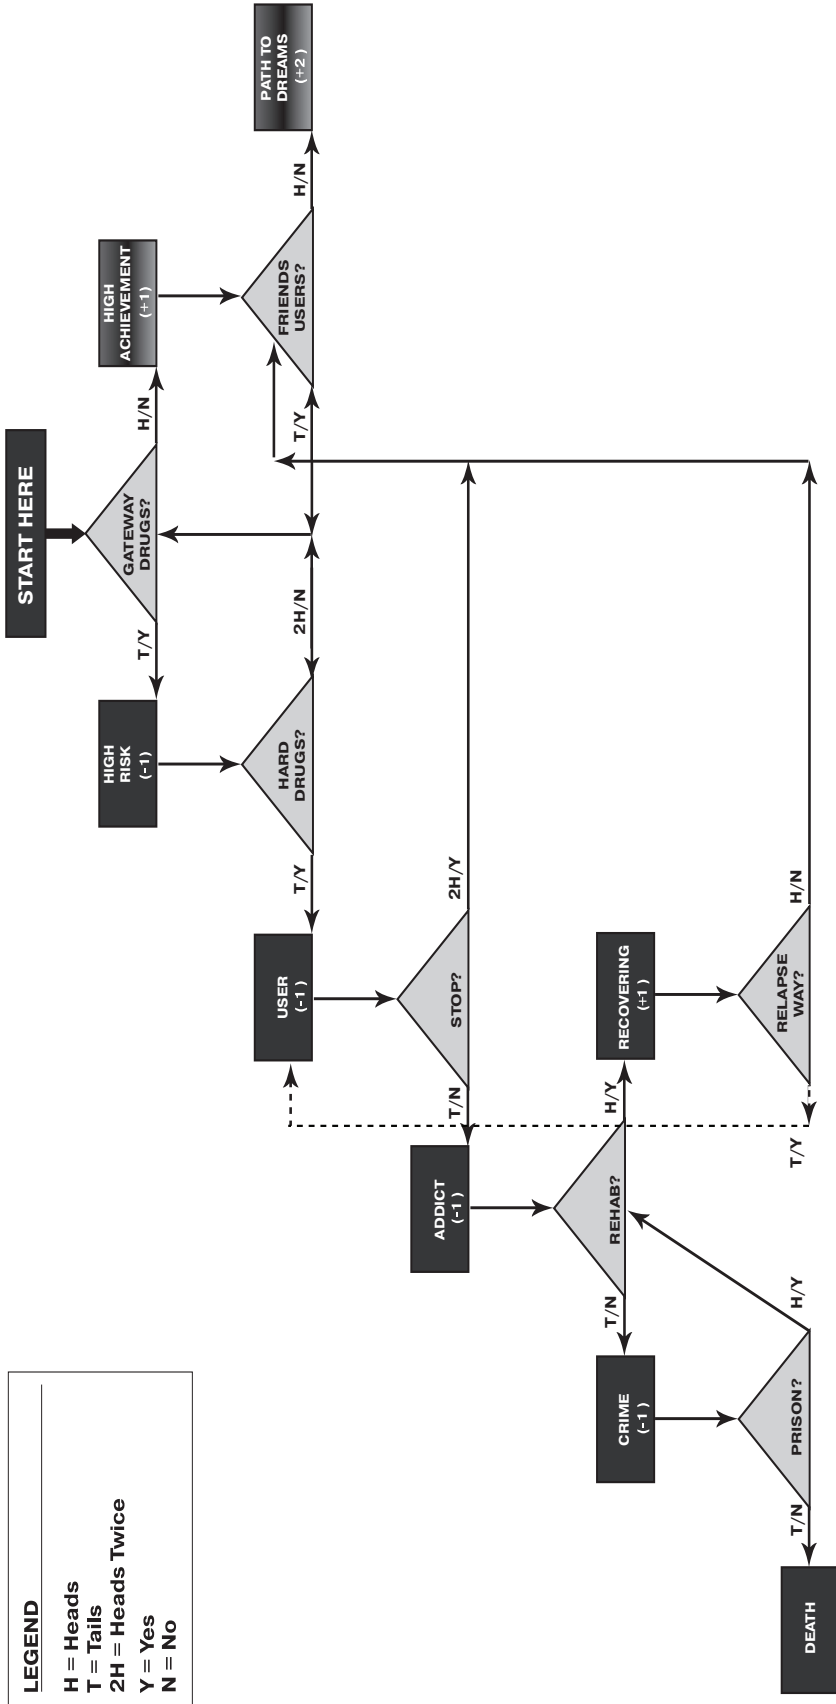 START HERE
GATEWAY
DRUGS?
T/Y
H/N
HIGH
RISK
(-1)
HIGH
ACHIEVEMENT
(+1)
HARD
DRUGS?
T/Y
2H/N
FRIENDS
USERS?
T/Y
H/N
PATH TO
DREAMS
(+2 )
USER
(-1 )
STOP?
T/N
2H/Y
ADDICT
(-1 )
REHAB?
T/N
H/Y
CRIME
(-1 )
RECOVERING
(+1 )
PRISON?
T/N
H/Y
RELAPSE
WAY?
T/Y
H/N
DEATH
LEGEND
H = Heads
T = Tails
2H = Heads Twice
Y = Yes
N = No